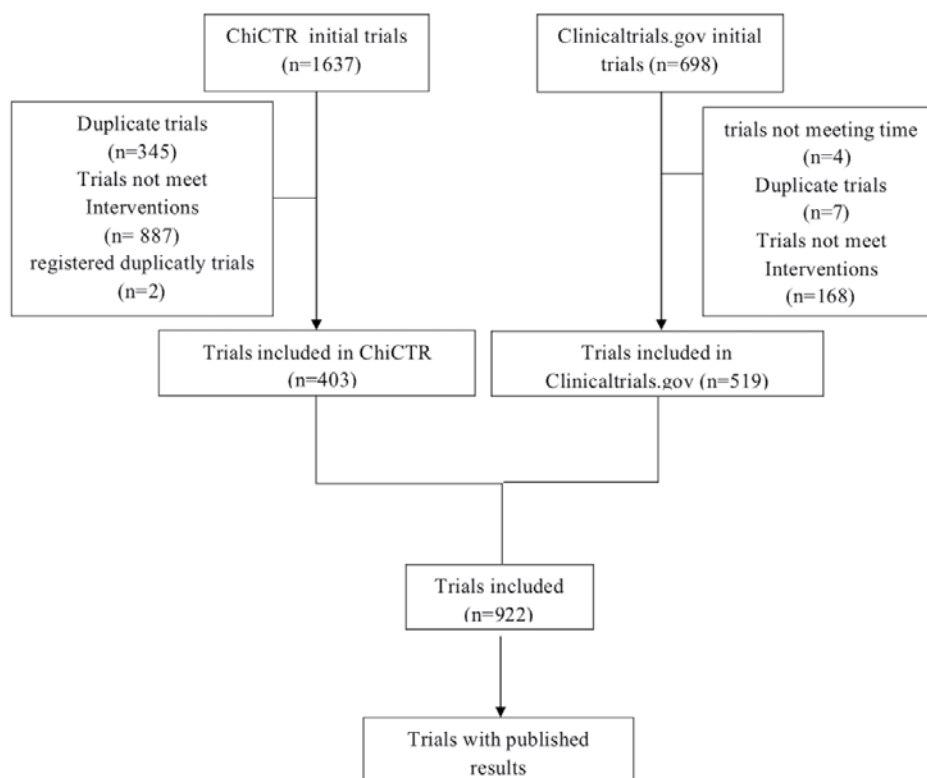 ChiCTR initial trials
(n=1637)
Clinicaltrials.gov initial
trials (n=698)
Duplicate trials
(n=345)
Trials not meet
Interventions
(n= 887)
registered duplicatly trials
(n=2)
trials not meeting time
(n=4)
Duplicate trials
(n=7)
Trials not meet
Interventions
(n=168)
Trials included in ChiCTR
(n=403)
Trials included in
Clinicaltrials.gov (n=519)
Trials included
(n=922)
Trials with published
results